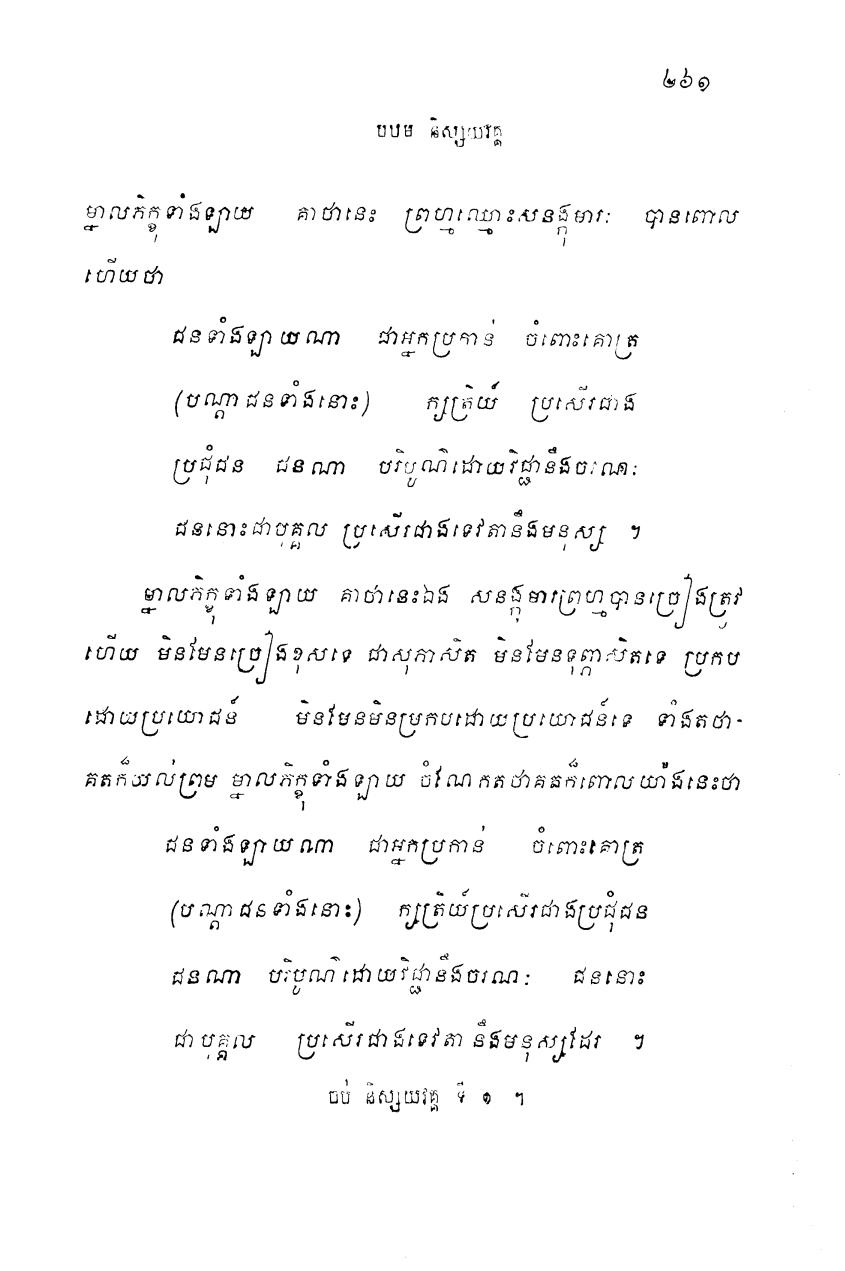 ២៦១
បឋម និស្សយវគ្គ
ម្នាលភិក្ខុទាំងឡាយ គាថានេះ ព្រហ្មឈ្មោះសនង្កុមារៈ បានពោល
ហើយថា
ជនទាំងឡាយណា ជាអ្នកប្រកាន់ ចំពោះគោត្រ
(បណ្តាជនទាំងនោះ) ក្សត្រិយ៍ ប្រសើរជាង
ប្រជុំជន ជនណា បរិបូណ៌ដោយវិជ្ជានឹងចរណៈ
ជននោះជាបុគ្គល ប្រសើរជាងទេវតានឹងមនុស្ស ។
ម្នាលភិក្ខុទាំងឡាយ គាថានេះឯង សនង្កុមារព្រហ្មបានច្រៀងត្រូវ
ហើយ មិនមែនច្រៀងខុសទេ ជាសុភាសិត មិនមែនទុព្ភាសិតទេ ប្រកប
ដោយប្រយោជន៍ មិនមែនមិនប្រកបដោយប្រយោជន៍ទេ ទាំងតថា-
គតក៏យល់ព្រម ម្នាលភិក្ខុទាំងឡាយ ចំណែកតថាគតក៏ពោលយ៉ាងនេះថា
ជនទាំងឡាយណា ជាអ្នកប្រកាន់ ចំពោះគោត្រ
(បណ្តាជនទាំងនោះ) ក្សត្រិយ៍ប្រសើរជាងប្រជុំជន
ជនណា បរិបូណ៌ដោយវិជ្ជានឹងចរណៈ ជននោះ
ជាបុគ្គល ប្រសើរជាងទេវតា នឹងមនុស្សដែរ ។
ចប់ និស្សយវគ្គ ទី ១ ។